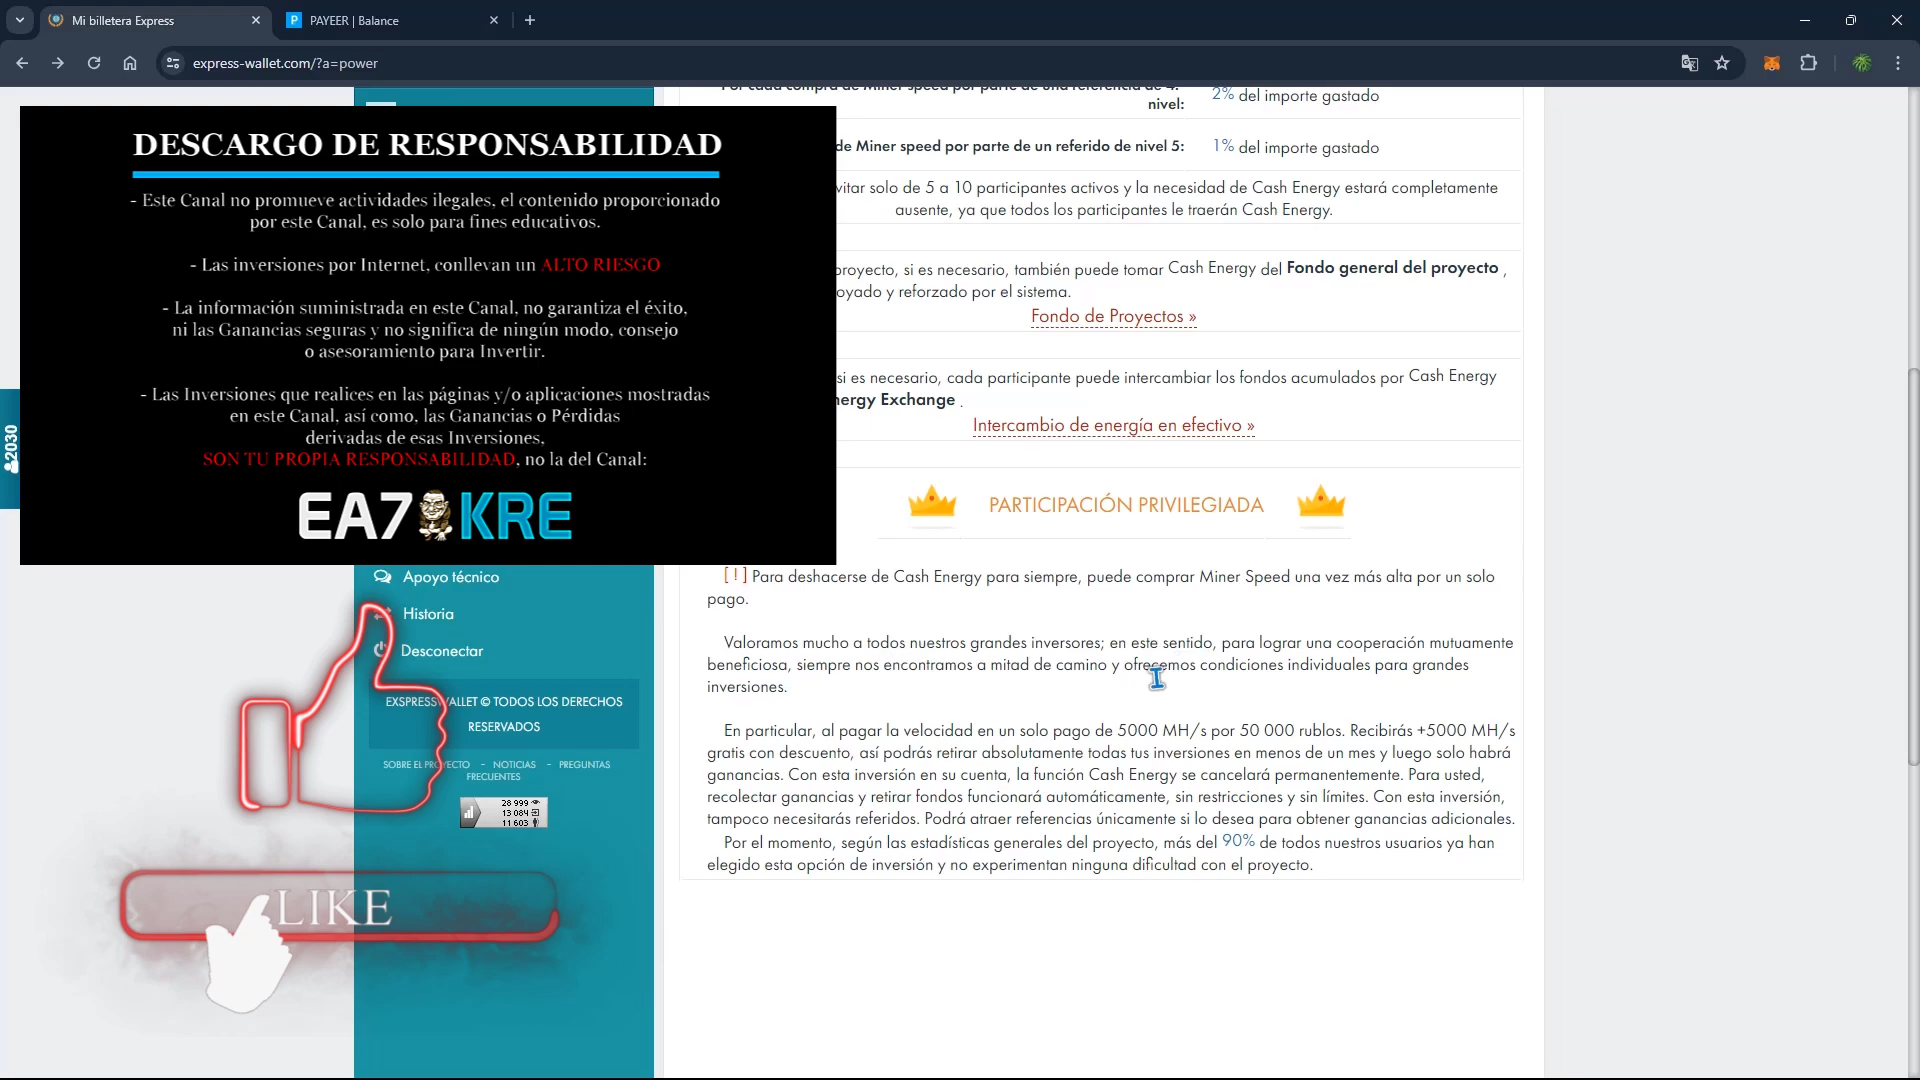 Mi billetera Express
PAYEER | Balance
express-wallet.com/?a=power
DESCARGO DE RESPONSABILIDAD
- Este Canal no promueve actividades ilegales, el contenido proporcionado
por este Canal, es solo para fines educativos.
- Las inversiones por Internet, conllevan un ALTO RIESGO
- La información suministrada en este Canal, no garantiza el éxito,
ni las Ganancias seguras y no significa de ningún modo, consejo
o asesoramiento para Invertir.
- Las Inversiones que realices en las páginas y/o aplicaciones mostradas
en este Canal, así como, las Ganancias o Pérdidas
derivadas de esas Inversiones,
SON TU PROPIA RESPONSABILIDAD, no la del Canal:
EA7 KRE
2030
Apoyo técnico
Historia
Desconectar
EXSPRESSWALLET © TODOS LOS DERECHOS
RESERVADOS
SOBRE EL PROYECTO - NOTICIAS - PREGUNTAS
FRECUENTES
28 999
13 084
11 603
LIKE
nivel: 2% del importe gastado
de Miner speed por parte de un referido de nivel 5: 1% del importe gastado
vitar solo de 5 a 10 participantes activos y la necesidad de Cash Energy estará completamente
ausente, ya que todos los participantes le traerán Cash Energy.
proyecto, si es necesario, también puede tomar Cash Energy del Fondo general del proyecto ,
oyado y reforzado por el sistema.
Fondo de Proyectos »
si es necesario, cada participante puede intercambiar los fondos acumulados por Cash Energy
nergy Exchange .
Intercambio de energía en efectivo »
PARTICIPACIÓN PRIVILEGIADA
[ ! ] Para deshacerse de Cash Energy para siempre, puede comprar Miner Speed una vez más alta por un solo
pago.
Valoramos mucho a todos nuestros grandes inversores; en este sentido, para lograr una cooperación mutuamente
beneficiosa, siempre nos encontramos a mitad de camino y ofrecemos condiciones individuales para grandes
inversiones.
En particular, al pagar la velocidad en un solo pago de 5000 MH/s por 50 000 rublos. Recibirás +5000 MH/s
gratis con descuento, así podrás retirar absolutamente todas tus inversiones en menos de un mes y luego solo habrá
ganancias. Con esta inversión en su cuenta, la función Cash Energy se cancelará permanentemente. Para usted,
recolectar ganancias y retirar fondos funcionará automáticamente, sin restricciones y sin límites. Con esta inversión,
tampoco necesitarás referidos. Podrá atraer referencias únicamente si lo desea para obtener ganancias adicionales.
Por el momento, según las estadísticas generales del proyecto, más del 90% de todos nuestros usuarios ya han
elegido esta opción de inversión y no experimentan ninguna dificultad con el proyecto.